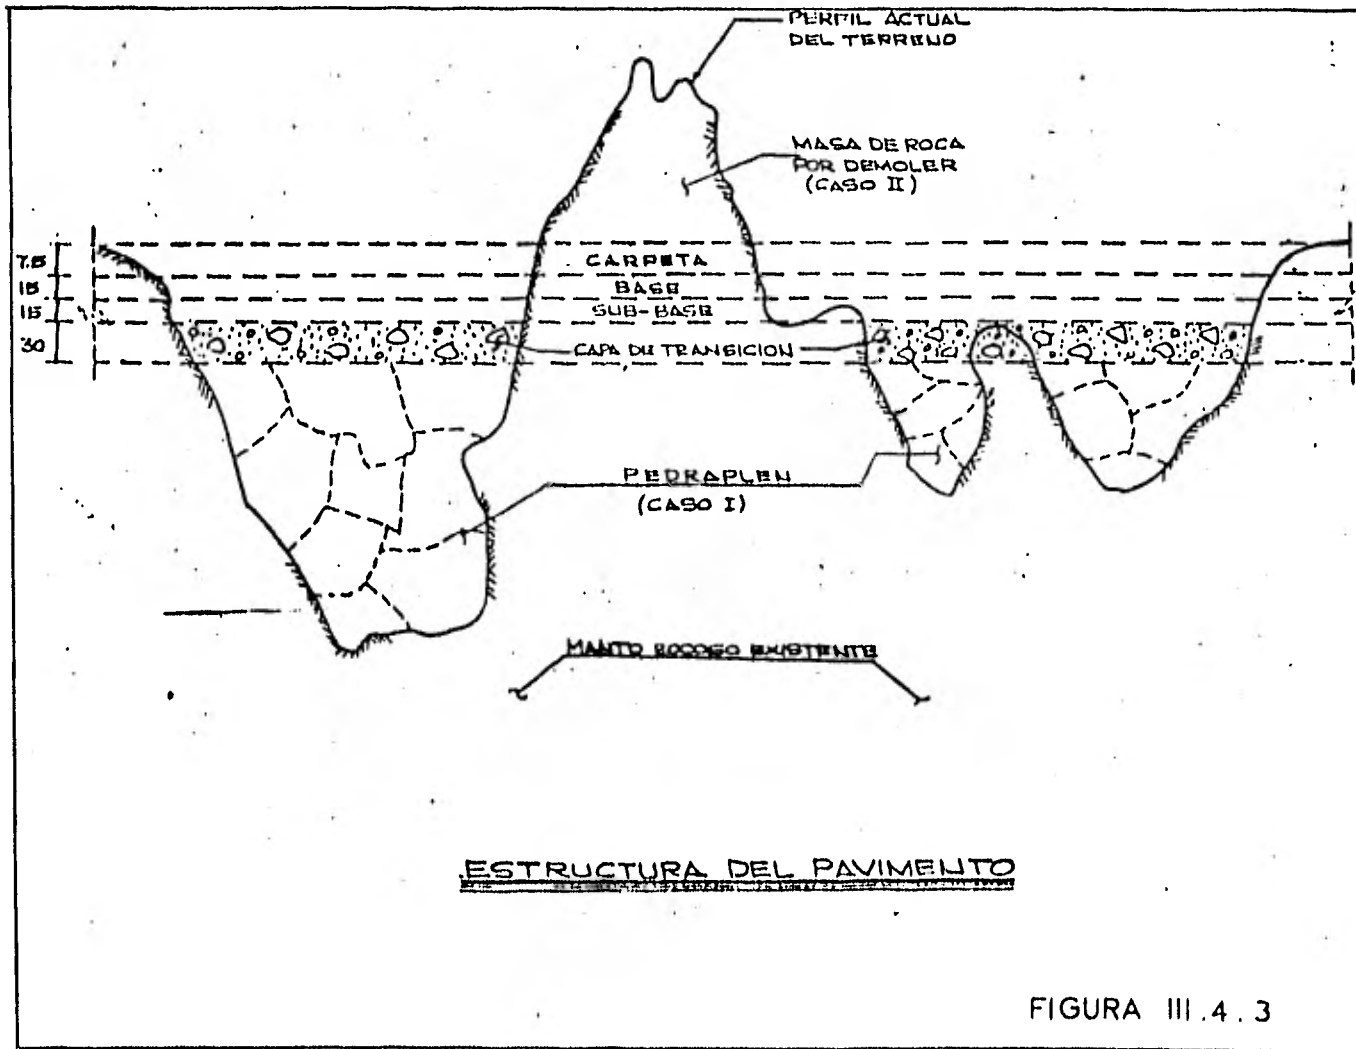 PERFIL ACTUAL
DEL TERRENO
MASA DE ROCA
POR DEMOLER
(CASO II)
7.5
15
15
30
CARPETA
BASE
SUB-BASE
CAPA DE TRANSICION
PEDRAPLEN
(CASO I)
MANTO ROCOSO EXISTENTE
ESTRUCTURA DEL PAVIMENTO
FIGURA III.4.3